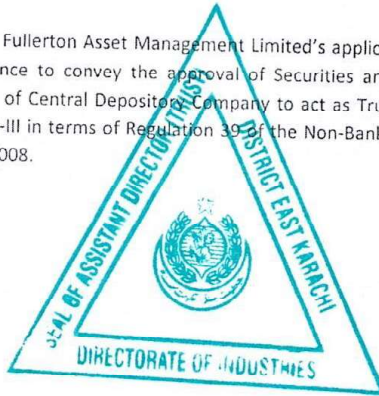 Fullerton Asset Management Limited's applic
nce to convey the approval of Securities an
of Central Depository Company to act as Tru
-III in terms of Regulation 39 of the Non-Bank
008.
SEAL OF ASSISTANT DIRECTOR (TRUST)
DISTRICT EAST KARACHI
DIRECTORATE OF INDUSTRIES